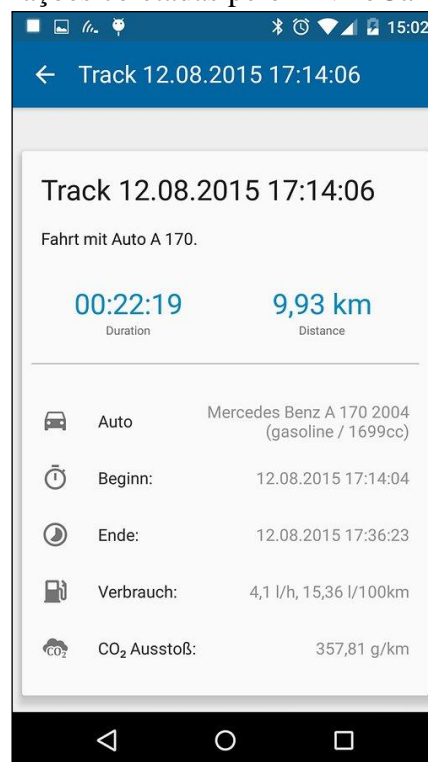 15:02
Track 12.08.2015 17:14:06
Track 12.08.2015 17:14:06
Fahrt mit Auto A 170.
00:22:19
Duration
9,93 km
Distance
Auto
Mercedes Benz A 170 2004
(gasoline / 1699cc)
Beginn:
12.08.2015 17:14:04
Ende:
12.08.2015 17:36:23
Verbrauch:
4,1 l/h, 15,36 l/100km
CO₂
CO₂ Ausstoß:
357,81 g/km